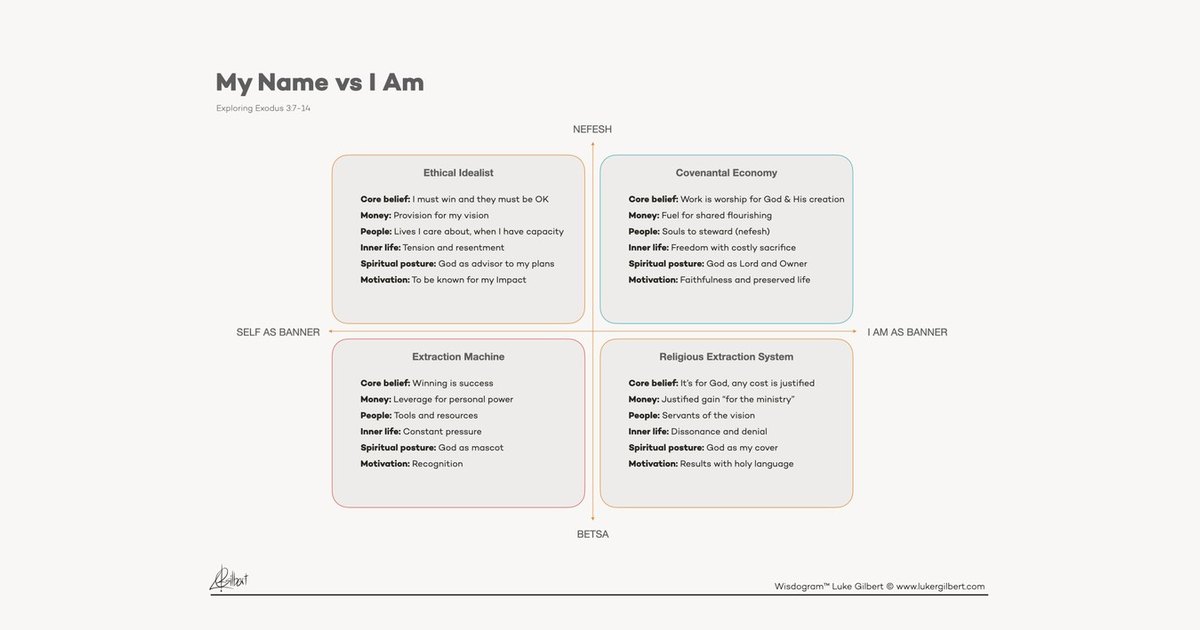 My Name vs I Am
Exploring Exodus 3:7-14
NEFESH
Ethical Idealist
Core belief: I must win and they must be OK
Money: Provision for my vision
People: Lives I care about, when I have capacity
Inner life: Tension and resentment
Spiritual posture: God as advisor to my plans
Motivation: To be known for my Impact
Covenantal Economy
Core belief: Work is worship for God & His creation
Money: Fuel for shared flourishing
People: Souls to steward (nefesh)
Inner life: Freedom with costly sacrifice
Spiritual posture: God as Lord and Owner
Motivation: Faithfulness and preserved life
SELF AS BANNER
I AM AS BANNER
Extraction Machine
Core belief: Winning is success
Money: Leverage for personal power
People: Tools and resources
Inner life: Constant pressure
Spiritual posture: God as mascot
Motivation: Recognition
Religious Extraction System
Core belief: It’s for God, any cost is justified
Money: Justified gain “for the ministry”
People: Servants of the vision
Inner life: Dissonance and denial
Spiritual posture: God as my cover
Motivation: Results with holy language
BETSA
LGilbert
Wisdogram™ Luke Gilbert © www.lukergilbert.com